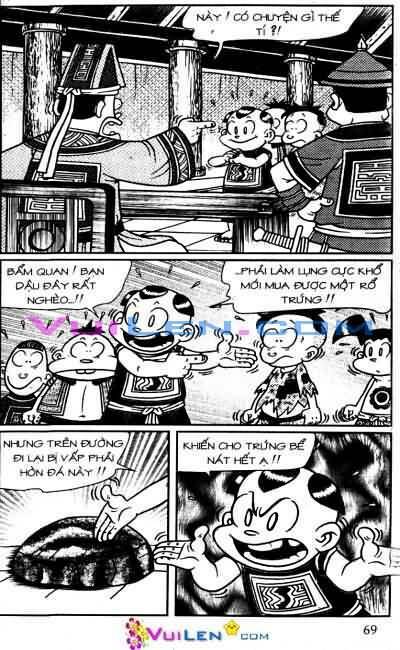 NÀY! CÓ CHUYỆN GÌ THẾ
TÍ?!
BẨM QUAN! BẠN
DẬU ĐÂY RẤT
NGHÈO...!!
...PHẢI LÀM LỤNG CỰC KHỔ
MỚI MUA ĐƯỢC MỘT RỔ
TRỨNG!!
VUILEN.COM
NHƯNG TRÊN ĐƯỜNG
ĐI LẠI BỊ VẤP PHẢI
HÒN ĐÁ NÀY!!
KHIẾN CHO TRỨNG BỂ
NÁT HẾT Ạ!!
69
VUILEN.COM